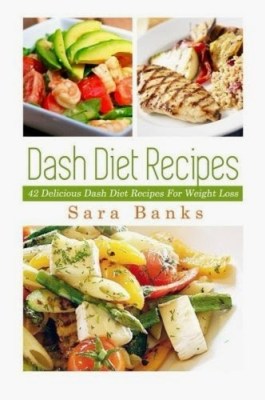 Dash Diet Recipes
42 Delicious Dash Diet Recipes For Weight Loss
Sara Banks